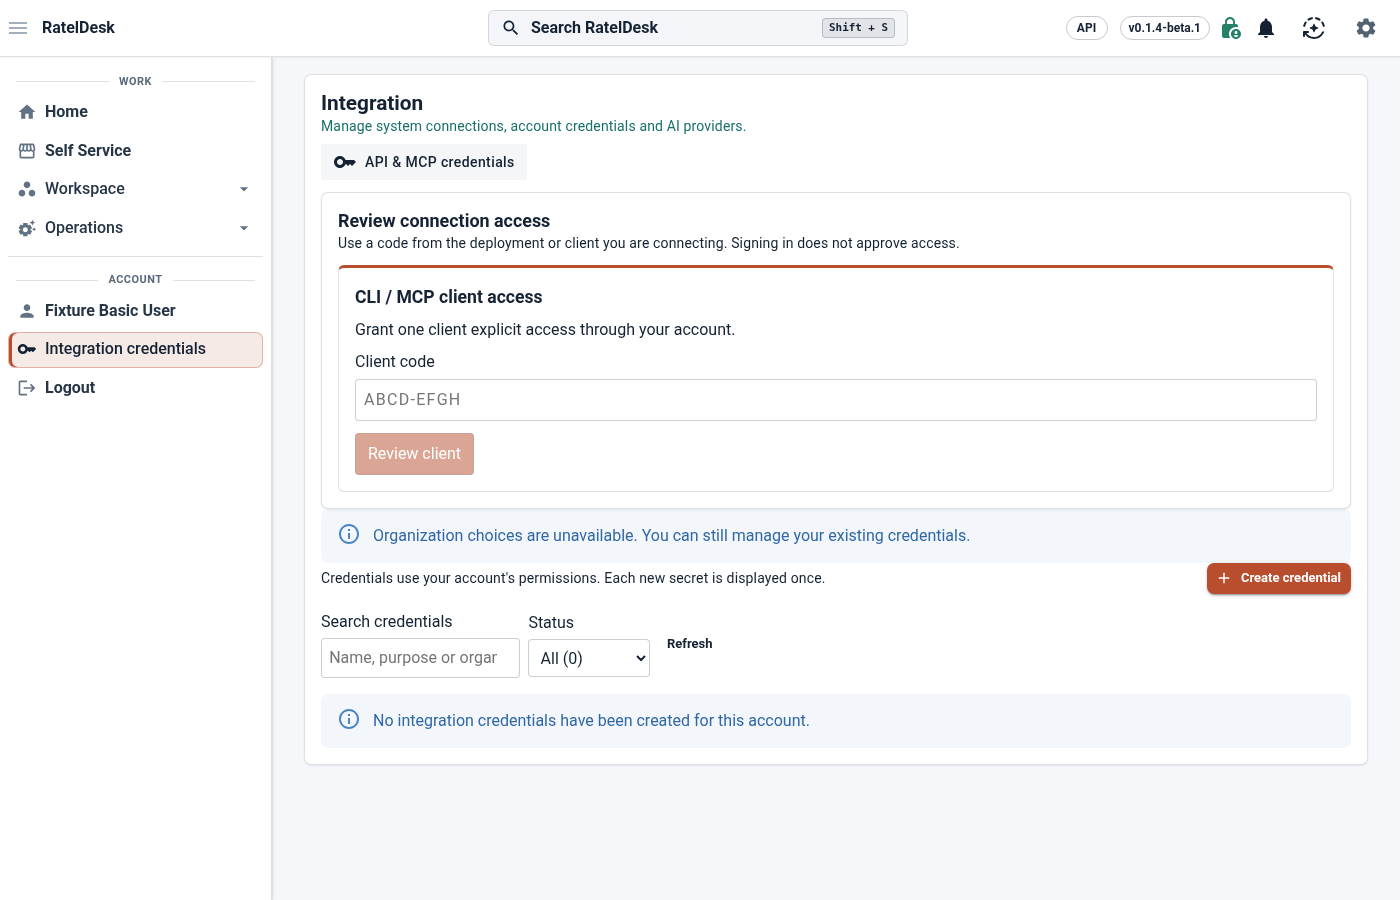 RatelDesk
Search RatelDesk
Shift + S
API
v0.1.4-beta.1
WORK
Home
Self Service
Workspace
Operations
ACCOUNT
Fixture Basic User
Integration credentials
Logout
Integration
Manage system connections, account credentials and AI providers.
API & MCP credentials
Review connection access
Use a code from the deployment or client you are connecting. Signing in does not approve access.
CLI / MCP client access
Grant one client explicit access through your account.
Client code
ABCD-EFGH
Review client
Organization choices are unavailable. You can still manage your existing credentials.
Credentials use your account's permissions. Each new secret is displayed once.
Create credential
Search credentials
Status
Name, purpose or organ
All (0)
Refresh
No integration credentials have been created for this account.